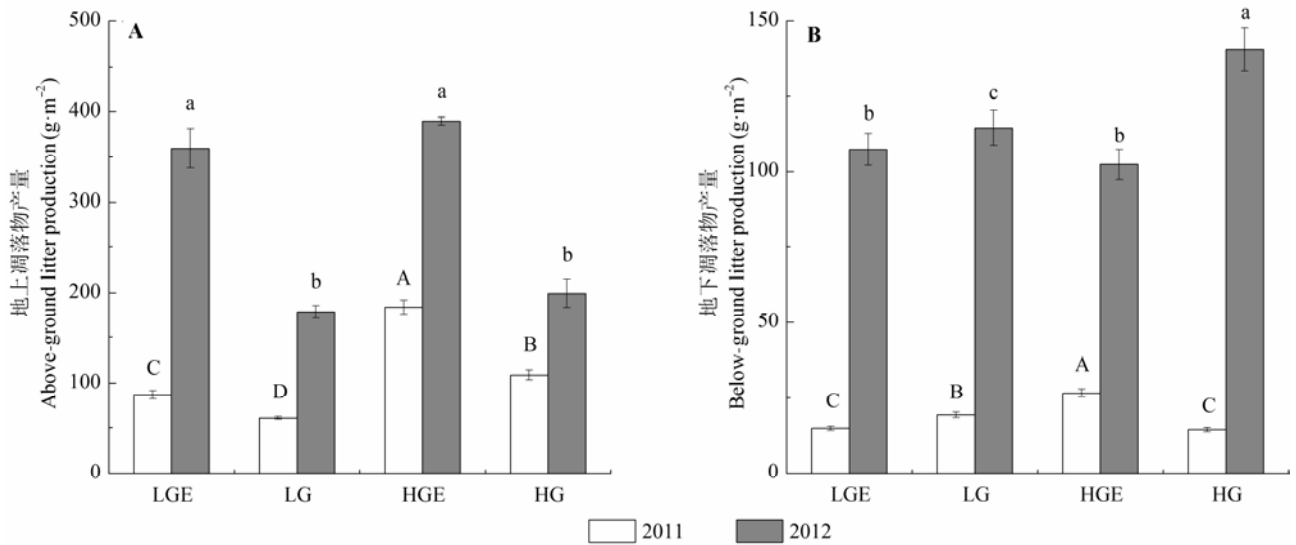 A
地上凋落物产量
Above-ground litter production (g·m⁻²)
500
400
300
200
100
0
a
C
b
D
a
A
b
B
LGE
LG
HGE
HG
B
地下凋落物产量
Below-ground litter production (g·m⁻²)
150
100
50
0
b
C
c
B
b
A
a
C
LGE
LG
HGE
HG
2011
2012